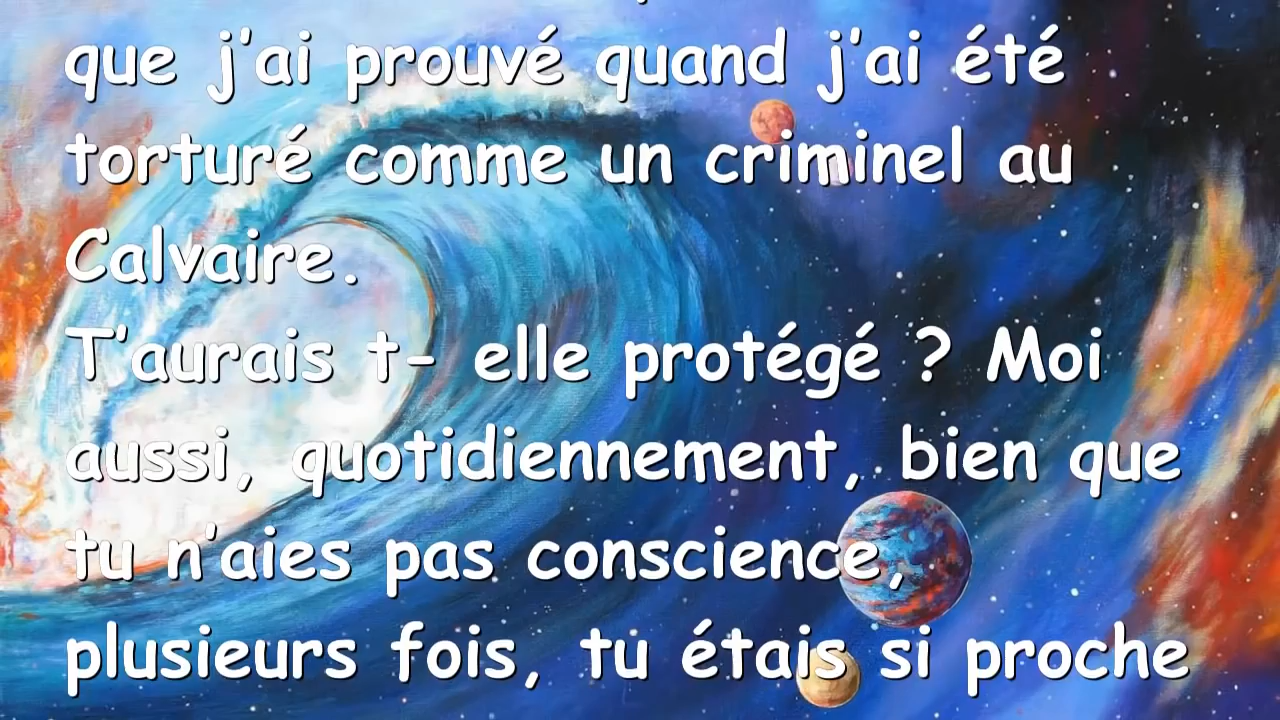 que j'ai prouvé quand j'ai été
torturé comme un criminel au
Calvaire.
T'aurais t- elle protégé ? Moi
aussi, quotidiennement, bien que
tu n'aies pas conscience,
plusieurs fois, tu étais si proche